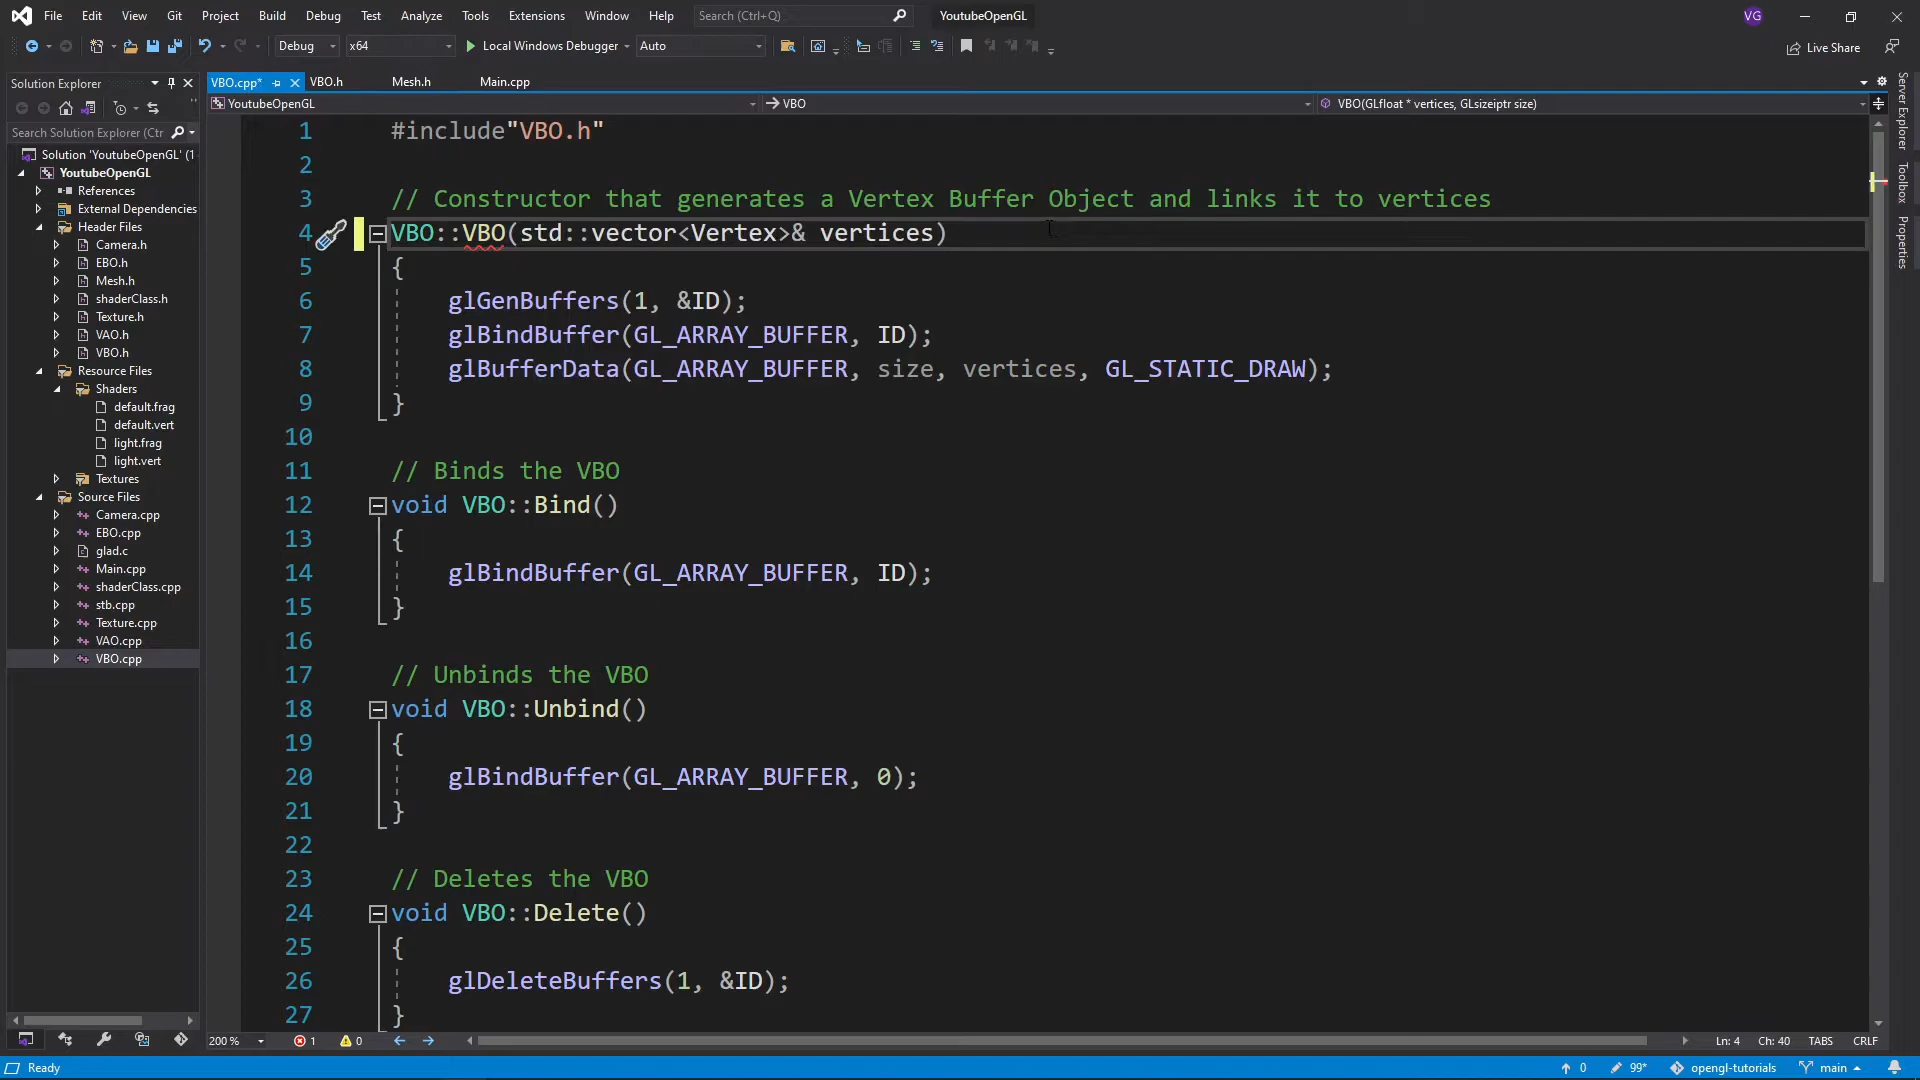 File Edit View Git Project Build Debug Test Analyze Tools Extensions Window Help Search (Ctrl+Q) YoutubeOpenGL VG
Debug x64 Local Windows Debugger Auto Live Share
Solution Explorer
Search Solution Explorer (Ctr
Solution 'YoutubeOpenGL' (1
YoutubeOpenGL
References
External Dependencies
Header Files
Camera.h
EBO.h
Mesh.h
shaderClass.h
Texture.h
VAO.h
VBO.h
Resource Files
Shaders
default.frag
default.vert
light.frag
light.vert
Textures
Source Files
Camera.cpp
EBO.cpp
glad.c
Main.cpp
shaderClass.cpp
stb.cpp
Texture.cpp
VAO.cpp
VBO.cpp
VBO.cpp* VBO.h Mesh.h Main.cpp
YoutubeOpenGL VBO VBO(GLfloat * vertices, GLsizeiptr size)
1 #include"VBO.h"
2
3 // Constructor that generates a Vertex Buffer Object and links it to vertices
4 VBO::VBO(std::vector<Vertex>& vertices)
5 {
6 glGenBuffers(1, &ID);
7 glBindBuffer(GL_ARRAY_BUFFER, ID);
8 glBufferData(GL_ARRAY_BUFFER, size, vertices, GL_STATIC_DRAW);
9 }
10
11 // Binds the VBO
12 void VBO::Bind()
13 {
14 glBindBuffer(GL_ARRAY_BUFFER, ID);
15 }
16
17 // Unbinds the VBO
18 void VBO::Unbind()
19 {
20 glBindBuffer(GL_ARRAY_BUFFER, 0);
21 }
22
23 // Deletes the VBO
24 void VBO::Delete()
25 {
26 glDeleteBuffers(1, &ID);
27 }
Server Explorer
Toolbox
Properties
200 % 1 0 Ln: 4 Ch: 40 TABS CRLF
Ready 0 99* opengl-tutorials main